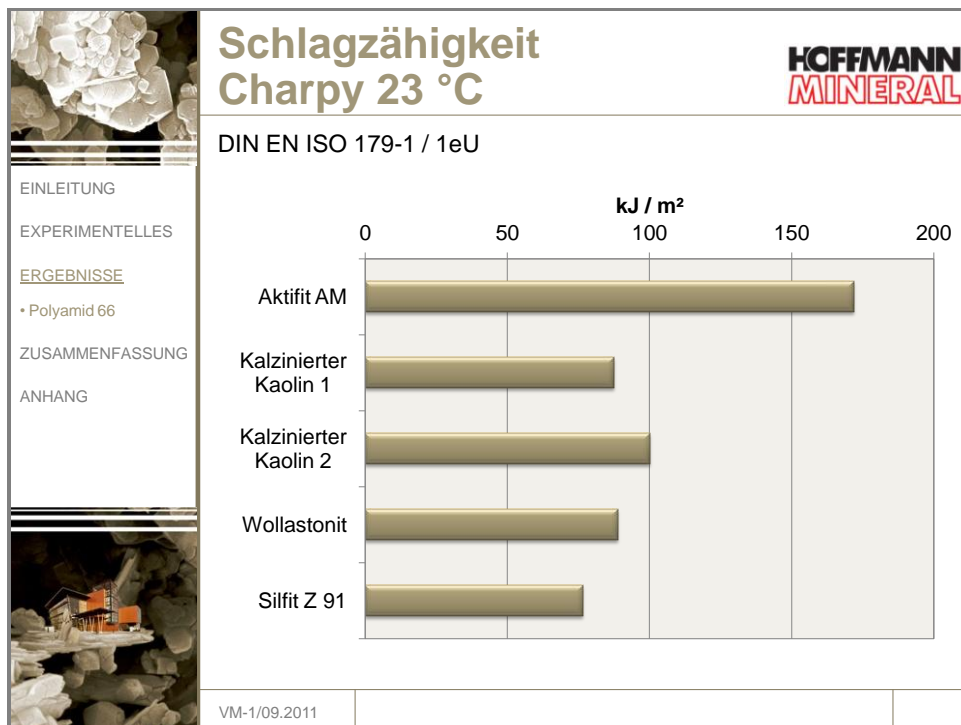 Schlagzähigkeit
Charpy 23 °C
HOFFMANN
MINERAL
DIN EN ISO 179-1 / 1eU
EINLEITUNG
EXPERIMENTELLES
ERGEBNISSE
• Polyamid 66
ZUSAMMENFASSUNG
ANHANG
kJ / m²
0 50 100 150 200
Aktifit AM
Kalzinierter
Kaolin 1
Kalzinierter
Kaolin 2
Wollastonit
Silfit Z 91
VM-1/09.2011